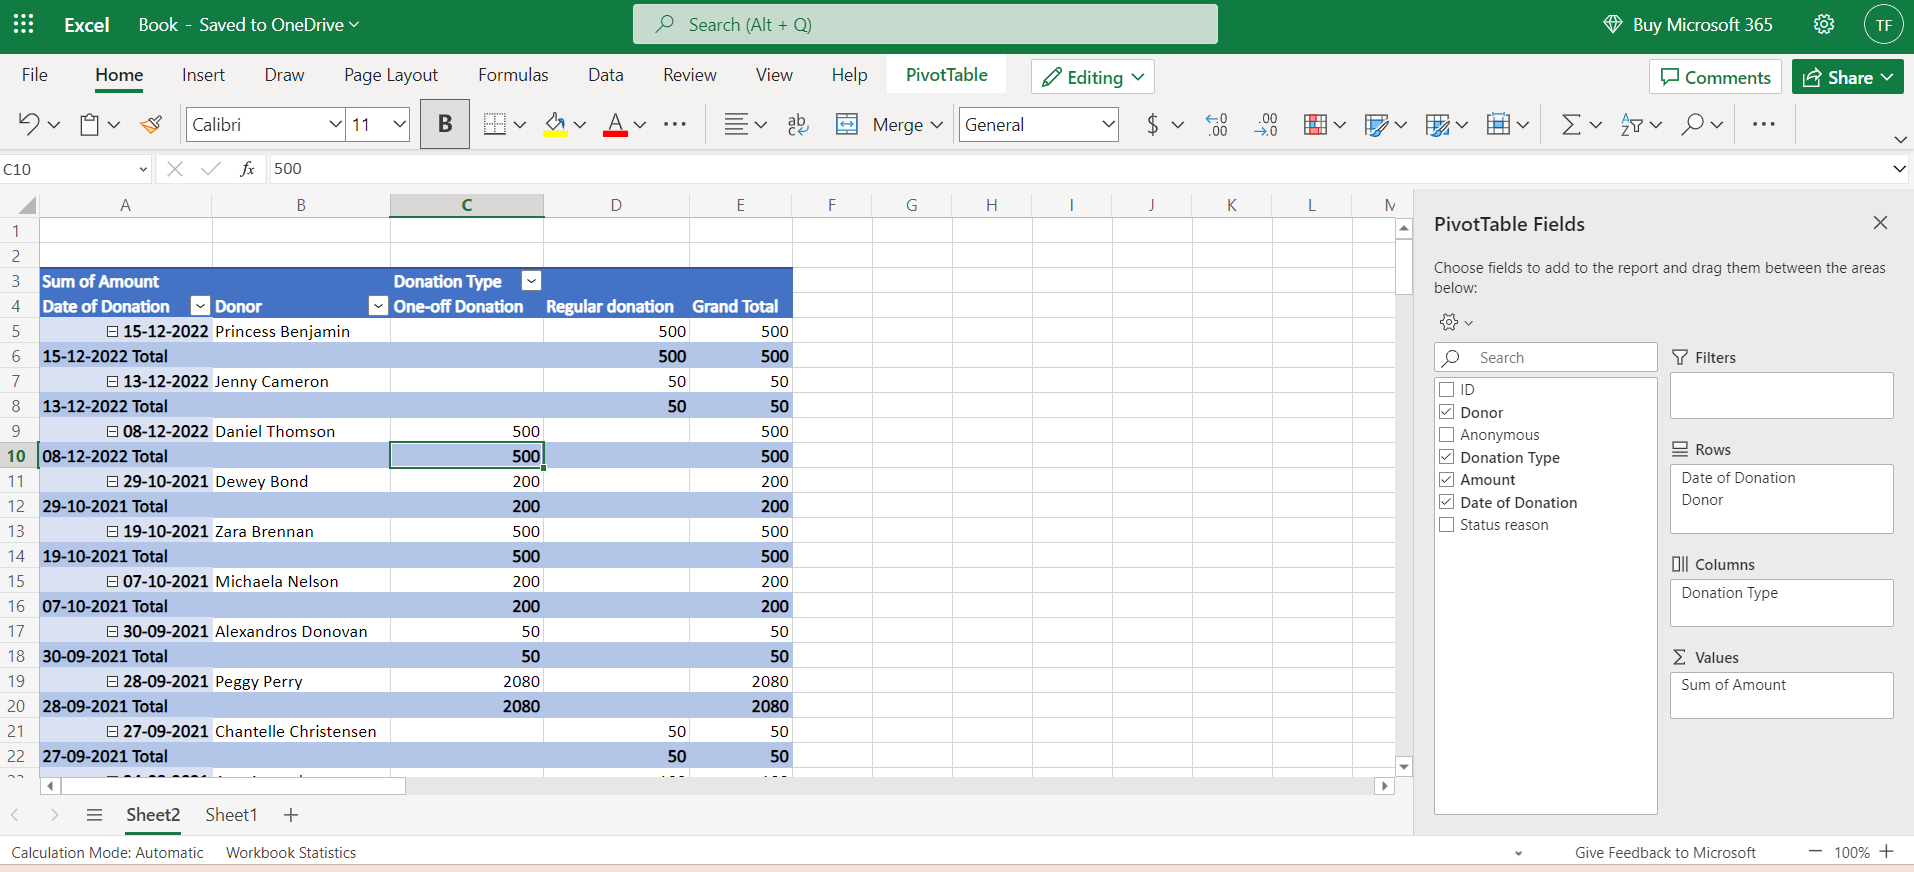 Excel Book - Saved to OneDrive Search (Alt + Q) Buy Microsoft 365 TF
File Home Insert Draw Page Layout Formulas Data Review View Help PivotTable Editing Comments Share
Calibri 11 B A ab General Merge $ .00 .00
C10 fx 500
A B C D E F G H I J K L
1
2
3 Sum of Amount Donation Type
4 Date of Donation Donor One-off Donation Regular donation Grand Total
5 15-12-2022 Princess Benjamin 500 500
6 15-12-2022 Total 500 500
7 13-12-2022 Jenny Cameron 50 50
8 13-12-2022 Total 50 50
9 08-12-2022 Daniel Thomson 500 500
10 08-12-2022 Total 500 500
11 29-10-2021 Dewey Bond 200 200
12 29-10-2021 Total 200 200
13 19-10-2021 Zara Brennan 500 500
14 19-10-2021 Total 500 500
15 07-10-2021 Michaela Nelson 200 200
16 07-10-2021 Total 200 200
17 30-09-2021 Alexandros Donovan 50 50
18 30-09-2021 Total 50 50
19 28-09-2021 Peggy Perry 2080 2080
20 28-09-2021 Total 2080 2080
21 27-09-2021 Chantelle Christensen 50 50
22 27-09-2021 Total 50 50
PivotTable Fields
Choose fields to add to the report and drag them between the areas
below:
Search
ID
Donor
Anonymous
Donation Type
Amount
Date of Donation
Status reason
Filters
Rows
Date of Donation
Donor
Columns
Donation Type
Values
Sum of Amount
Sheet2 Sheet1
Calculation Mode: Automatic Workbook Statistics Give Feedback to Microsoft 100%